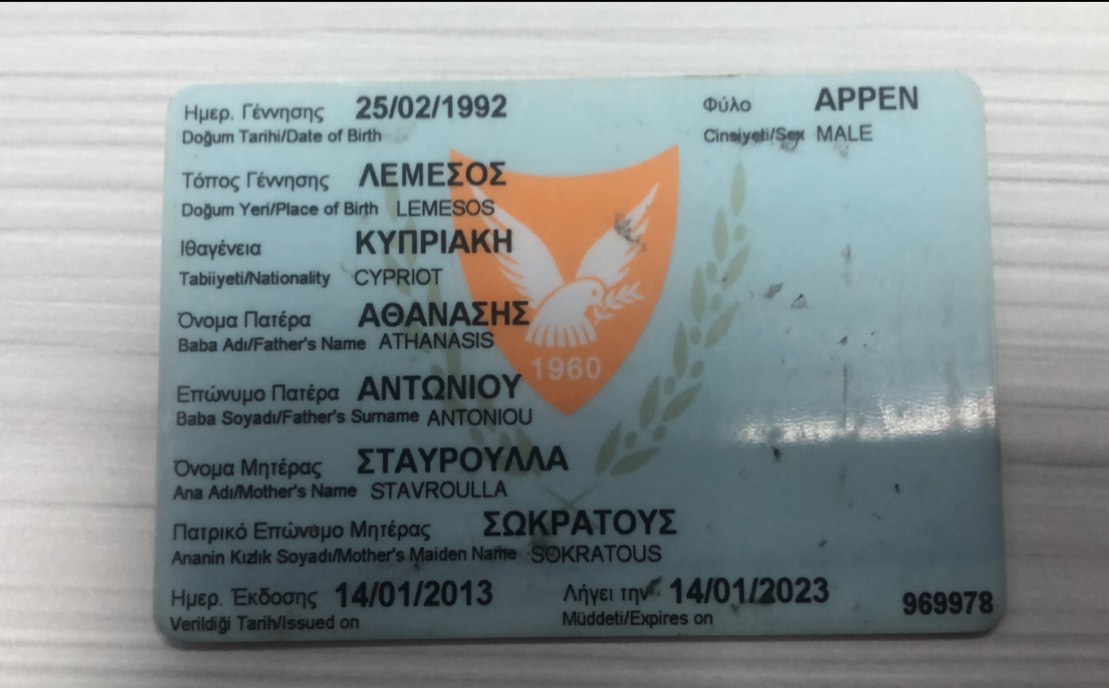 Ημερ. Γέννησης 25/02/1992 Φύλο ΑΡΡΕΝ
Doğum Tarihi/Date of Birth Cinsiyeti/Sex MALE
Τόπος Γέννησης ΛΕΜΕΣΟΣ
Doğum Yeri/Place of Birth LEMESOS
Ιθαγένεια ΚΥΠΡΙΑΚΗ
Tabiiyeti/Nationality CYPRIOT
Όνομα Πατέρα ΑΘΑΝΑΣΗΣ
Baba Adı/Father's Name ATHANASIS
1960
Επώνυμο Πατέρα ΑΝΤΩΝΙΟΥ
Baba Soyadı/Father's Surname ANTONIOU
Όνομα Μητέρας ΣΤΑΥΡΟΥΛΛΑ
Ana Adı/Mother's Name STAVROULLA
Πατρικό Επώνυμο Μητέρας ΣΩΚΡΑΤΟΥΣ
Ananin Kızlık Soyadı/Mother's Maiden Name SOKRATOUS
Ημερ. Έκδοσης 14/01/2013 Λήγει την 14/01/2023
Verildiği Tarih/Issued on Müddeti/Expires on 969978